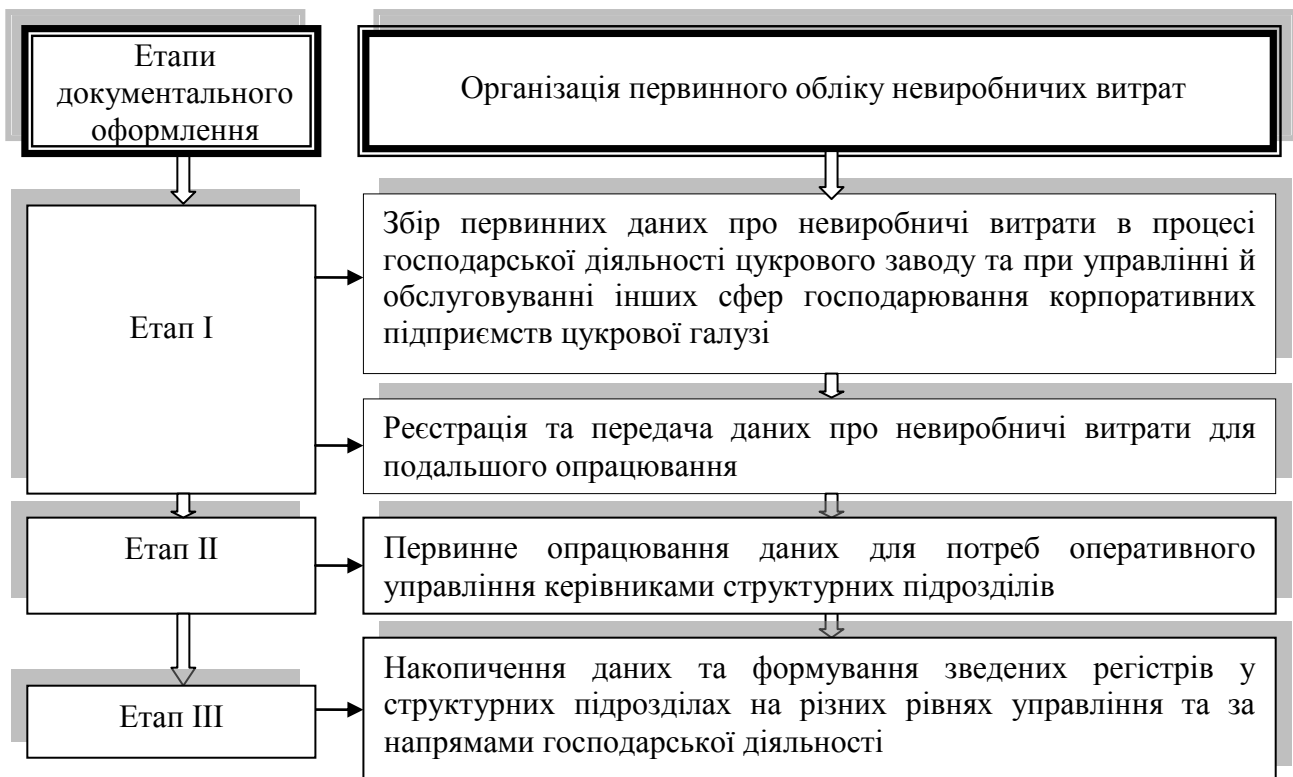 Етапи
документального
оформлення
Організація первинного обліку невиробничих витрат
Етап І
Збір первинних даних про невиробничі витрати в процесі
господарської діяльності цукрового заводу та при управлінні й
обслуговуванні інших сфер господарювання корпоративних
підприємств цукрової галузі
Реєстрація та передача даних про невиробничі витрати для
подальшого опрацювання
Етап ІІ
Первинне опрацювання даних для потреб оперативного
управління керівниками структурних підрозділів
Етап ІІІ
Накопичення даних та формування зведених регістрів у
структурних підрозділах на різних рівнях управління та за
напрямами господарської діяльності